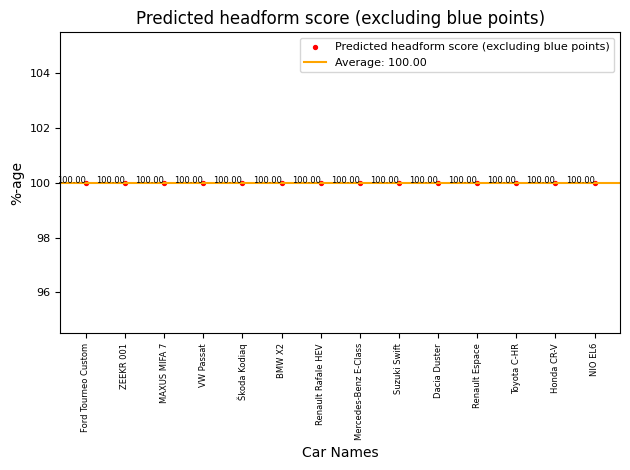 Predicted headform score (excluding blue points)
Predicted headform score (excluding blue points)
Average: 100.00
%-age
104
102
100
98
96
100.00 100.00 100.00 100.00 100.00 100.00 100.00 100.00 100.00 100.00 100.00 100.00 100.00 100.00
Ford Tourneo Custom
ZEEKR 001
MAXUS MIFA 7
VW Passat
Škoda Kodiaq
BMW X2
Renault Rafale HEV
Mercedes-Benz E-Class
Suzuki Swift
Dacia Duster
Renault Espace
Toyota C-HR
Honda CR-V
NIO EL6
Car Names